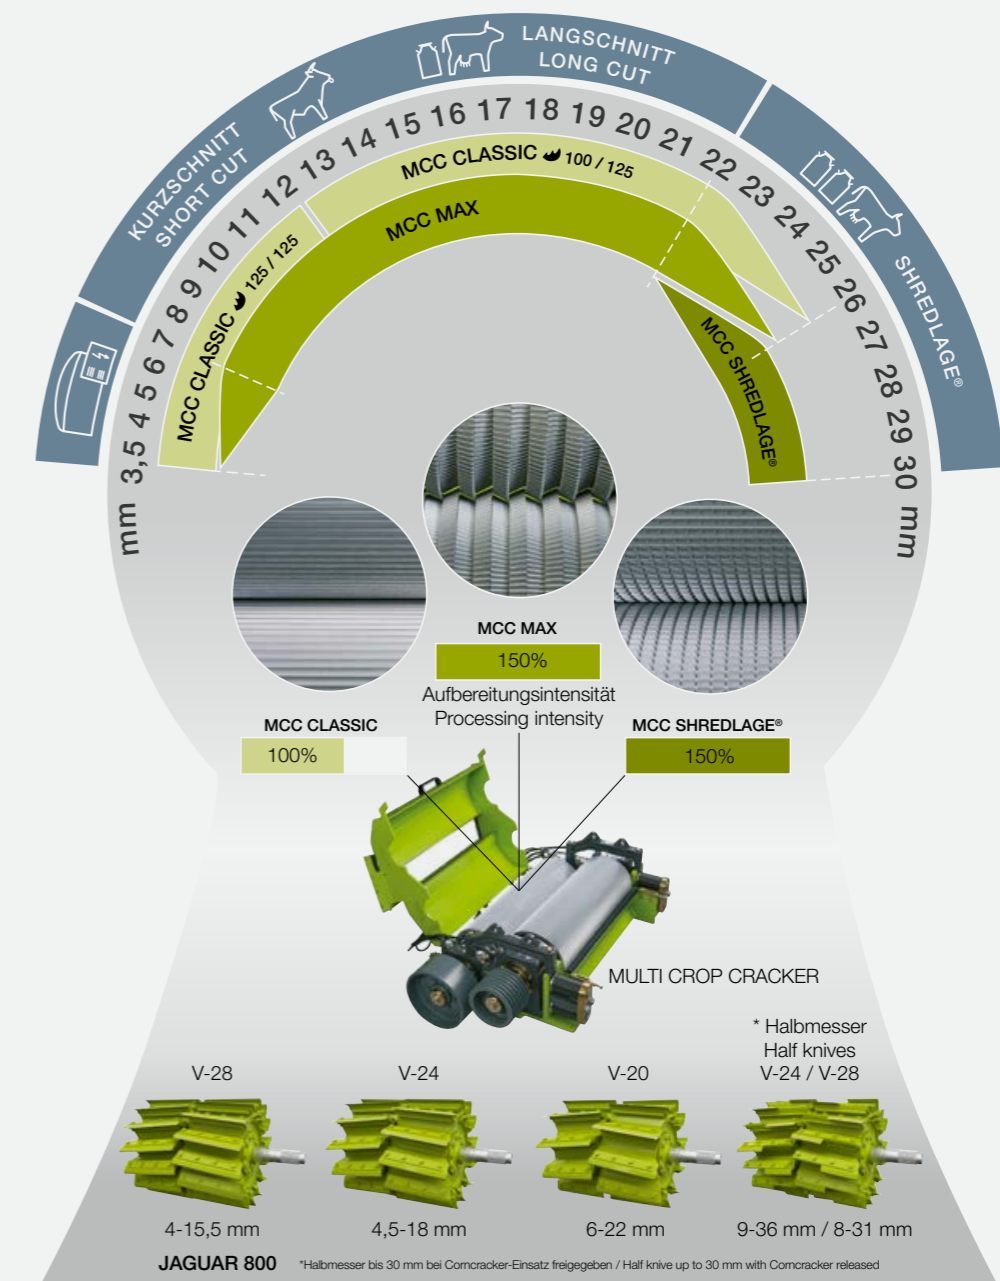 LANGSCHNITT
LONG CUT
KURZSCHNITT
SHORT CUT
SHREDLAGE®
mm 3,5 4 5 6 7 8 9 10 11 12 13 14 15 16 17 18 19 20 21 22 23 24 25 26 27 28 29 30 mm
MCC CLASSIC 125 / 125
MCC CLASSIC 100 / 125
MCC MAX
MCC SHREDLAGE®
MCC MAX
150%
Aufbereitungsintensität
Processing intensity
MCC CLASSIC
100%
MCC SHREDLAGE®
150%
MULTI CROP CRACKER
* Halbmesser
Half knives
V-28 V-24 V-20 V-24 / V-28
4-15,5 mm 4,5-18 mm 6-22 mm 9-36 mm / 8-31 mm
JAGUAR 800 *Halbmesser bis 30 mm bei Corncracker-Einsatz freigegeben / Half knive up to 30 mm with Corncracker released